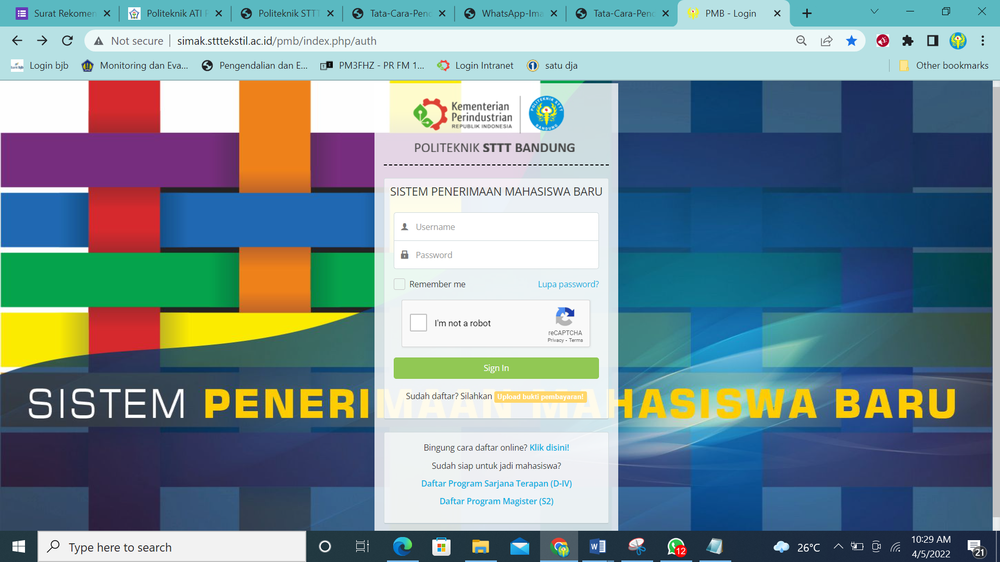 Surat Rekomen
Politeknik ATI P
Politeknik STTT
Tata-Cara-Penc
WhatsApp-Ima
Tata-Cara-Penc
PMB - Login
Not secure
simak.stttekstil.ac.id/pmb/index.php/auth
Login bjb
Monitoring dan Eva...
Pengendalian dan E...
PM3FHZ - PR FM 1...
Login Intranet
satu dja
Other bookmarks
Kementerian
Perindustrian
REPUBLIK INDONESIA
POLITEKNIK STTT
BANDUNG
POLITEKNIK STTT BANDUNG
SISTEM PENERIMAAN MAHASISWA BARU
Username
Password
Remember me
Lupa password?
I'm not a robot
reCAPTCHA
Privacy - Terms
Sign In
Sudah daftar? Silahkan Upload bukti pembayaran!
SISTEM PENERIMAAN MAHASISWA BARU
Bingung cara daftar online? Klik disini!
Sudah siap untuk jadi mahasiswa?
Daftar Program Sarjana Terapan (D-IV)
Daftar Program Magister (S2)
Type here to search
12
26°C
10:29 AM
4/5/2022
21